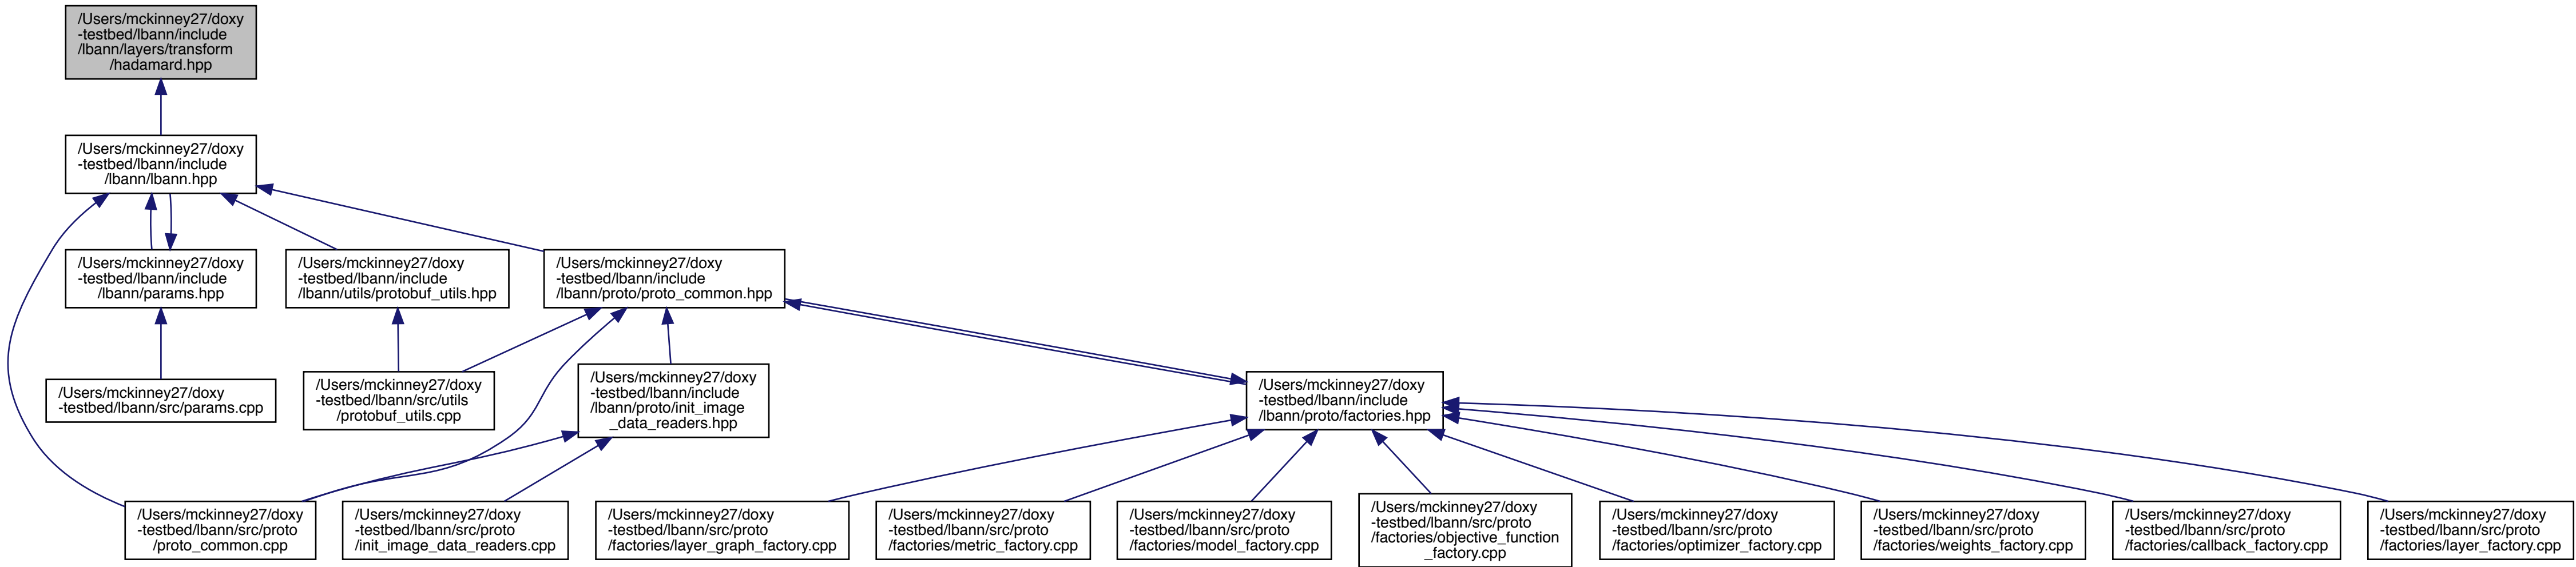 /Users/mckinney27/doxy
-testbed/lbann/include
/lbann/layers/transform
/hadamard.hpp
/Users/mckinney27/doxy
-testbed/lbann/include
/lbann/lbann.hpp
/Users/mckinney27/doxy
-testbed/lbann/include
/lbann/params.hpp
/Users/mckinney27/doxy
-testbed/lbann/include
/lbann/utils/protobuf_utils.hpp
/Users/mckinney27/doxy
-testbed/lbann/include
/lbann/proto/proto_common.hpp
/Users/mckinney27/doxy
-testbed/lbann/src/params.cpp
/Users/mckinney27/doxy
-testbed/lbann/src/utils
/protobuf_utils.cpp
/Users/mckinney27/doxy
-testbed/lbann/include
/lbann/proto/init_image
_data_readers.hpp
/Users/mckinney27/doxy
-testbed/lbann/include
/lbann/proto/factories.hpp
/Users/mckinney27/doxy
-testbed/lbann/src/proto
/proto_common.cpp
/Users/mckinney27/doxy
-testbed/lbann/src/proto
/init_image_data_readers.cpp
/Users/mckinney27/doxy
-testbed/lbann/src/proto
/factories/layer_graph_factory.cpp
/Users/mckinney27/doxy
-testbed/lbann/src/proto
/factories/metric_factory.cpp
/Users/mckinney27/doxy
-testbed/lbann/src/proto
/factories/model_factory.cpp
/Users/mckinney27/doxy
-testbed/lbann/src/proto
/factories/objective_function
_factory.cpp
/Users/mckinney27/doxy
-testbed/lbann/src/proto
/factories/optimizer_factory.cpp
/Users/mckinney27/doxy
-testbed/lbann/src/proto
/factories/weights_factory.cpp
/Users/mckinney27/doxy
-testbed/lbann/src/proto
/factories/callback_factory.cpp
/Users/mckinney27/doxy
-testbed/lbann/src/proto
/factories/layer_factory.cpp